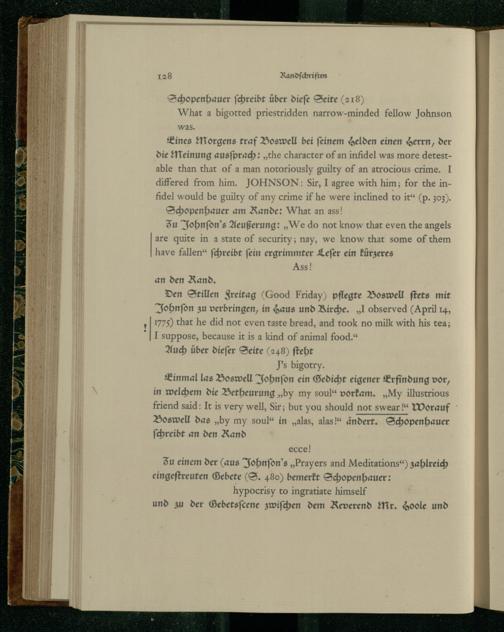 128
Randschriften
Schopenhauer schreibt über diese Seite (218)
What a bigotted priestridden narrow-minded fellow Johnson
was.
Eines Morgens traf Boswell bei seinem Helden einen Herrn, der
die Meinung aussprach: „the character of an infidel was more detest-
able than that of a man notoriously guilty of an atrocious crime. I
differed from him. JOHNSON: Sir, I agree with him; for the in-
fidel would be guilty of any crime if he were inclined to it“ (p. 303).
Schopenhauer am Rande: What an ass!
Zu Johnson's Aeußerung: „We do not know that even the angels
are quite in a state of security; nay, we know that some of them
have fallen“ schreibt sein ergrimmter Leser ein kürzeres
Ass!
an den Rand.
Den Stillen Freitag (Good Friday) pflegte Boswell stets mit
Johnson zu verbringen, in Haus und Kirche. „I observed (April 14,
! 1775) that he did not even taste bread, and took no milk with his tea;
I suppose, because it is a kind of animal food.“
Auch über dieser Seite (248) steht
J's bigotry.
Einmal las Boswell Johnson ein Gedicht eigener Erfindung vor,
in welchem die Betheurung „by my soul“ vorkam. „My illustrious
friend said: It is very well, Sir; but you should not swear!“ Worauf
Boswell das „by my soul“ in „alas, alas!“ ändert. Schopenhauer
schreibt an den Rand
ecce!
Zu einem der (aus Johnson's „Prayers and Meditations“) zahlreich
eingestreuten Gebete (S. 480) bemerkt Schopenhauer:
hypocrisy to ingratiate himself
und zu der Gebetsscene zwischen dem Reverend Mr. Hoole und